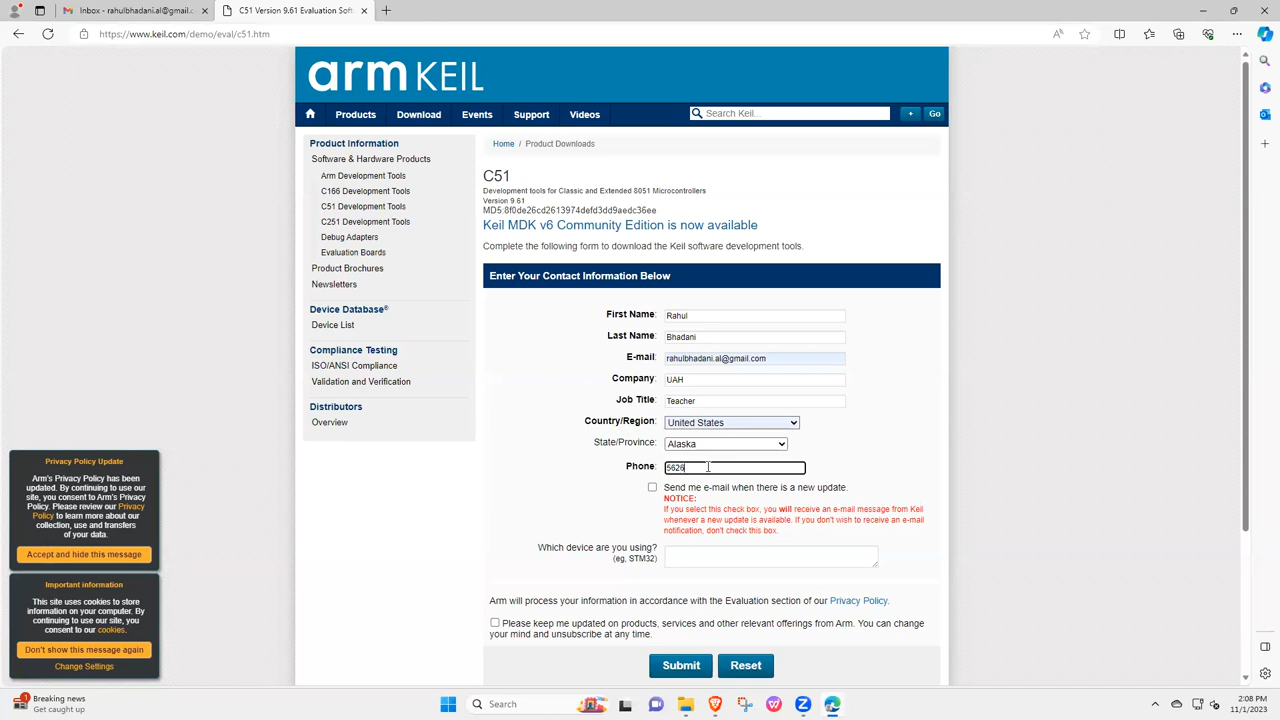 Inbox - rahulbhadani.al@gmail.c
C51 Version 9.61 Evaluation Soft
https://www.keil.com/demo/eval/c51.htm
arm KEIL
Products
Download
Events
Support
Videos
Search Keil...
+
Go
Product Information
Software & Hardware Products
Arm Development Tools
C166 Development Tools
C51 Development Tools
C251 Development Tools
Debug Adapters
Evaluation Boards
Product Brochures
Newsletters
Device Database®
Device List
Compliance Testing
ISO/ANSI Compliance
Validation and Verification
Distributors
Overview
Home / Product Downloads
C51
Development tools for Classic and Extended 8051 Microcontrollers
Version 9.61
MD5:8f0de26cd2613974defd3dd9aedc36ee
Keil MDK v6 Community Edition is now available
Complete the following form to download the Keil software development tools.
Enter Your Contact Information Below
First Name: Rahul
Last Name: Bhadani
E-mail: rahulbhadani.al@gmail.com
Company: UAH
Job Title: Teacher
Country/Region: United States
State/Province: Alaska
Phone: 5626
Send me e-mail when there is a new update.
NOTICE:
If you select this check box, you will receive an e-mail message from Keil
whenever a new update is available. If you don't wish to receive an e-mail
notification, don't check this box.
Which device are you using?
(eg, STM32)
Arm will process your information in accordance with the Evaluation section of our Privacy Policy.
Please keep me updated on products, services and other relevant offerings from Arm. You can change
your mind and unsubscribe at any time.
Submit
Reset
Privacy Policy Update
Arm's Privacy Policy has been
updated. By continuing to use our
site, you consent to Arm's Privacy
Policy. Please review our Privacy
Policy to learn more about our
collection, use and transfers
of your data.
Accept and hide this message
Important information
This site uses cookies to store
information on your computer. By
continuing to use our site, you
consent to our cookies.
Don't show this message again
Change Settings
1
Breaking news
Get caught up
Search
2:08 PM
11/1/2023